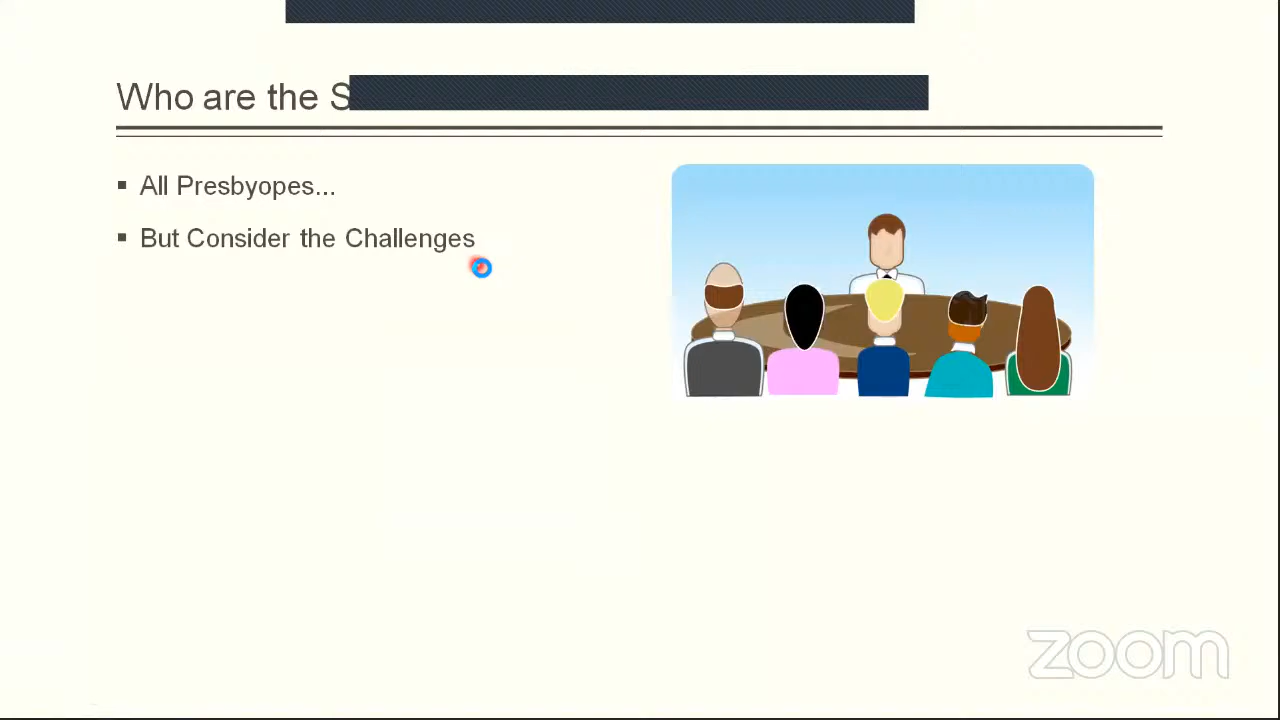 Who are the S
All Presbyopes...
But Consider the Challenges
zoom